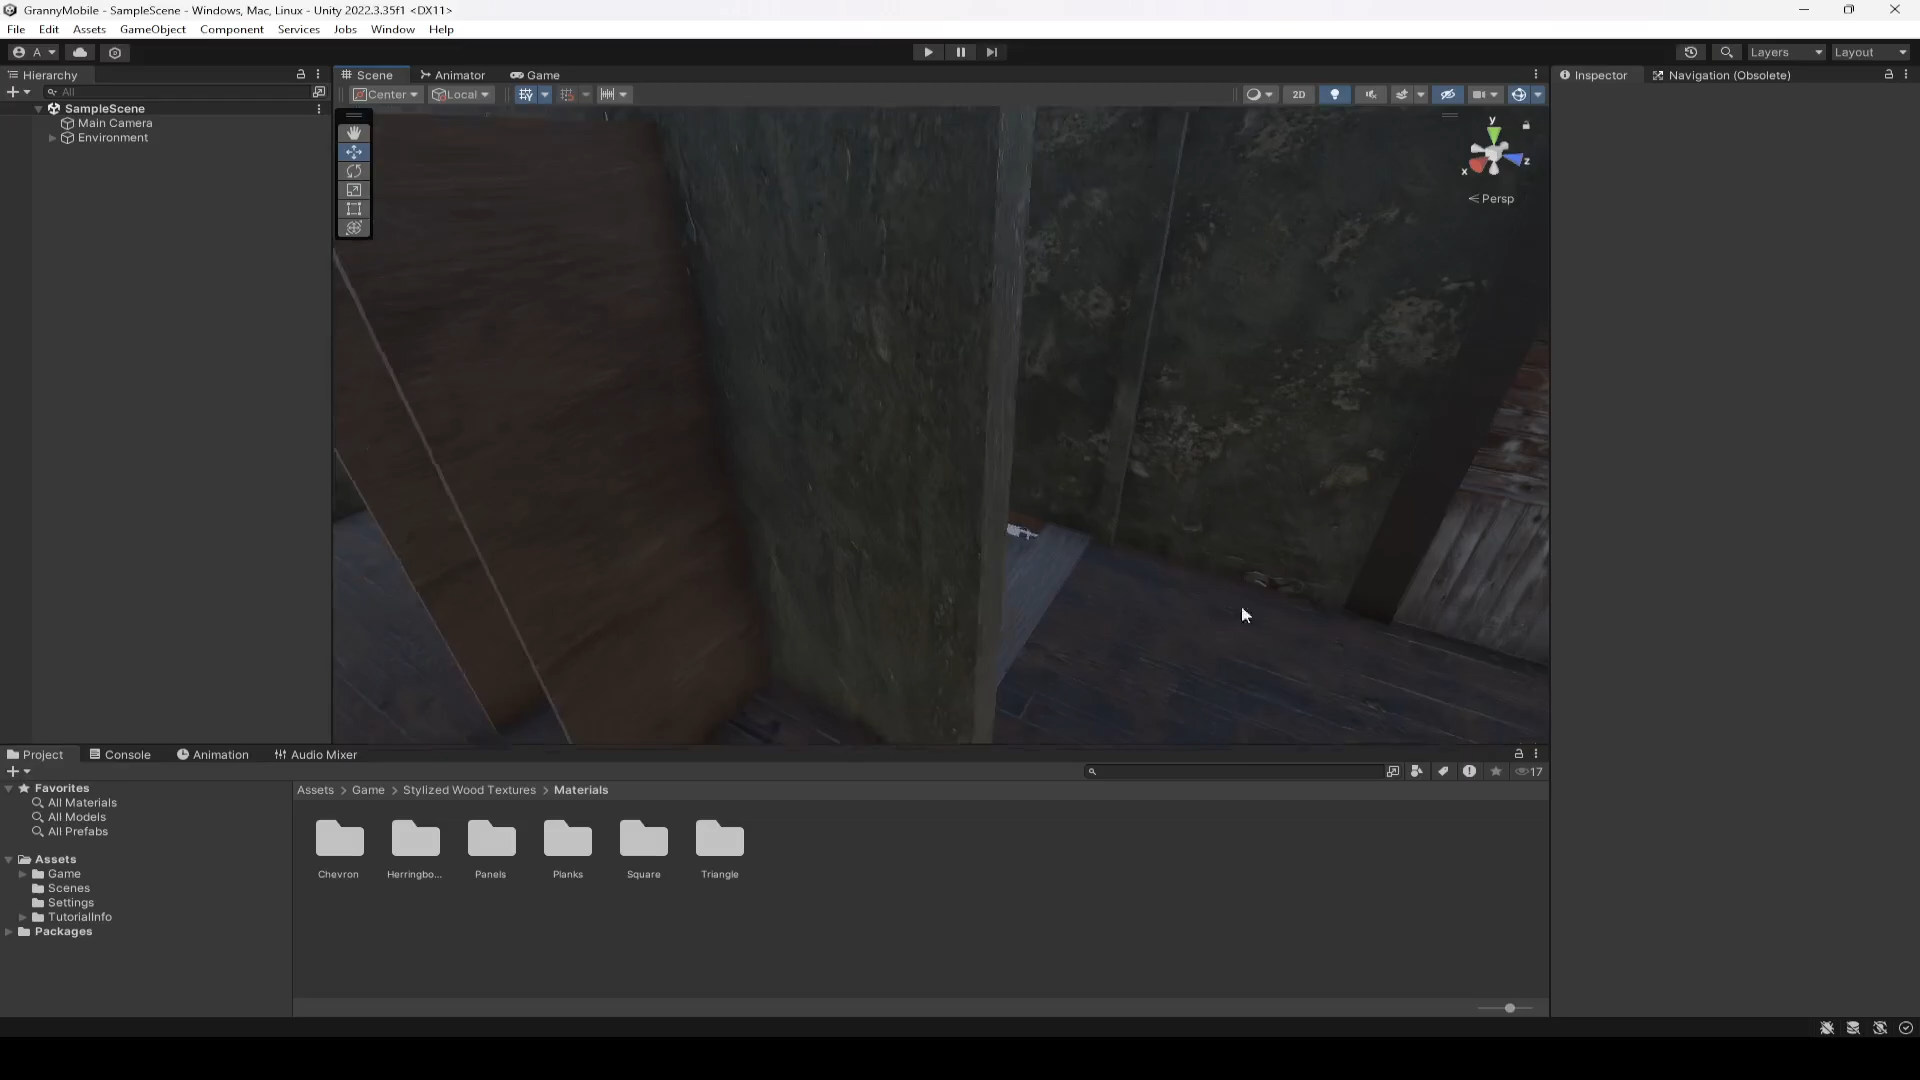 GrannyMobile - SampleScene - Windows, Mac, Linux - Unity 2022.3.35f1 <DX11>
File Edit Assets GameObject Component Services Jobs Window Help
A Layers Layout
Hierarchy Scene Animator Game Inspector Navigation (Obsolete)
All Center Local 2D
SampleScene
Main Camera
Environment
y
z
x
Persp
Project Console Animation Audio Mixer
17
Favorites
All Materials
All Models
All Prefabs
Assets
Game
Scenes
Settings
TutorialInfo
Packages
Assets > Game > Stylized Wood Textures > Materials
Chevron Herringbo... Panels Planks Square Triangle